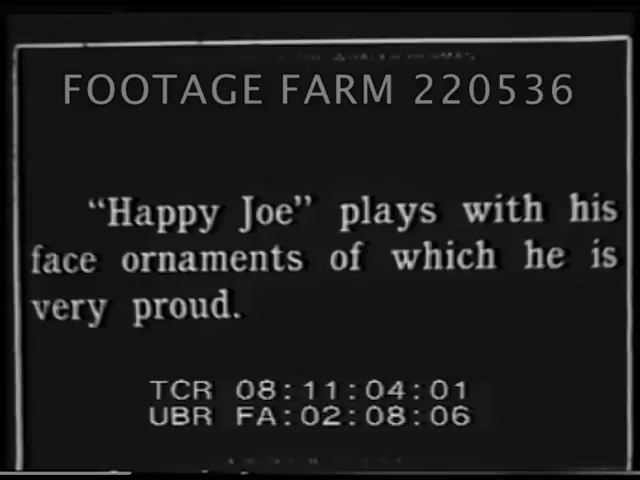 FOOTAGE FARM 220536
"Happy Joe" plays with his
face ornaments of which he is
very proud.
TCR 08:11:04:01
UBR FA:02:08:06